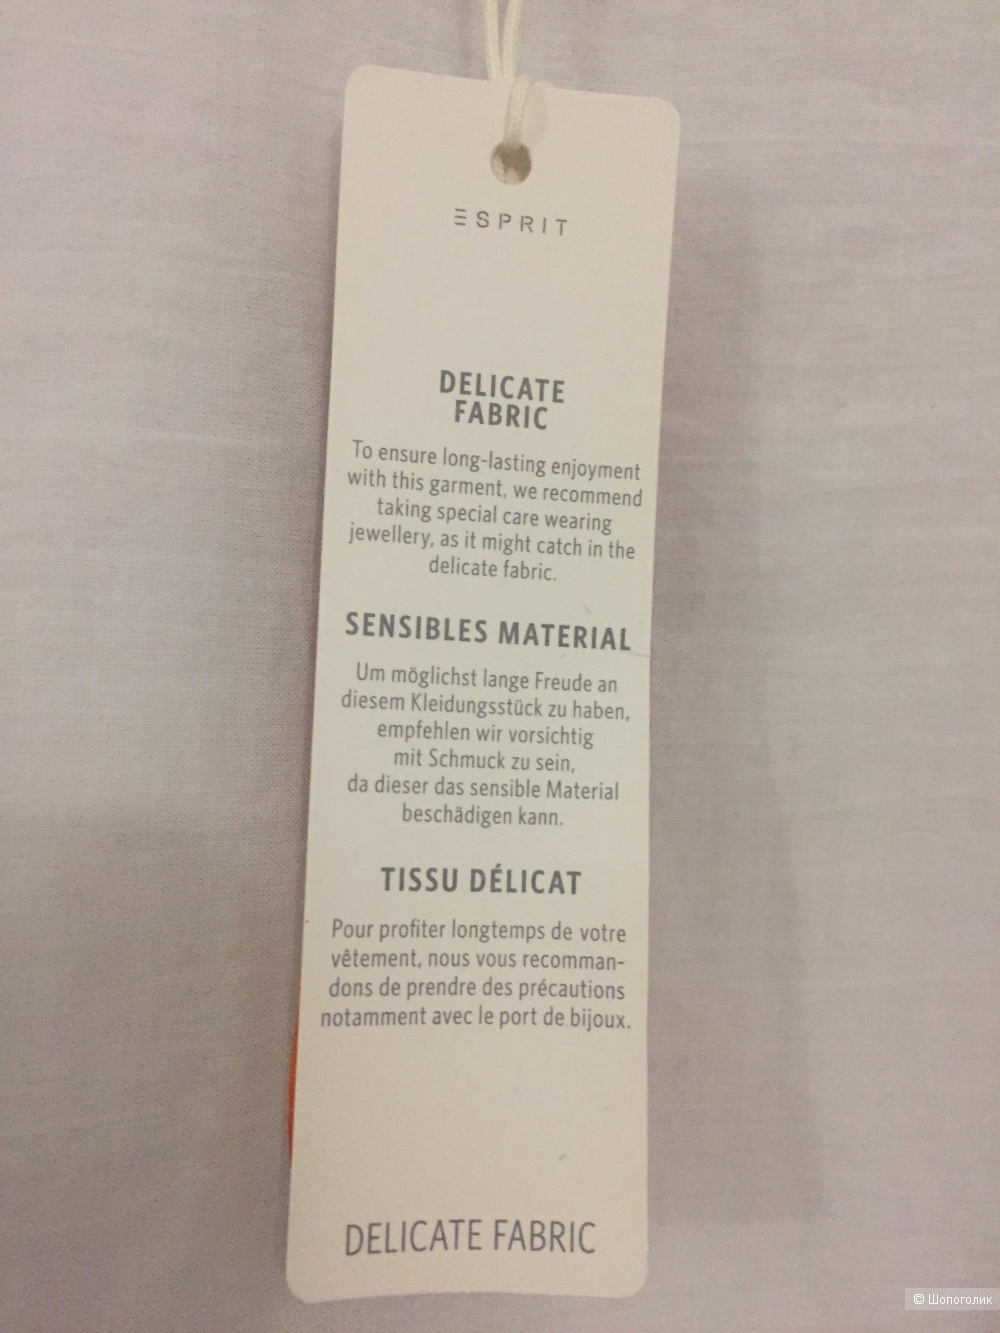 ESPRIT
DELICATE
FABRIC
To ensure long-lasting enjoyment
with this garment, we recommend
taking special care wearing
jewellery, as it might catch in the
delicate fabric.
SENSIBLES MATERIAL
Um möglichst lange Freude an
diesem Kleidungsstück zu haben,
empfehlen wir vorsichtig
mit Schmuck zu sein,
da dieser das sensible Material
beschädigen kann.
TISSU DÉLICAT
Pour profiter longtemps de votre
vêtement, nous vous recomman-
dons de prendre des précautions
notamment avec le port de bijoux.
DELICATE FABRIC
© Шопоголик